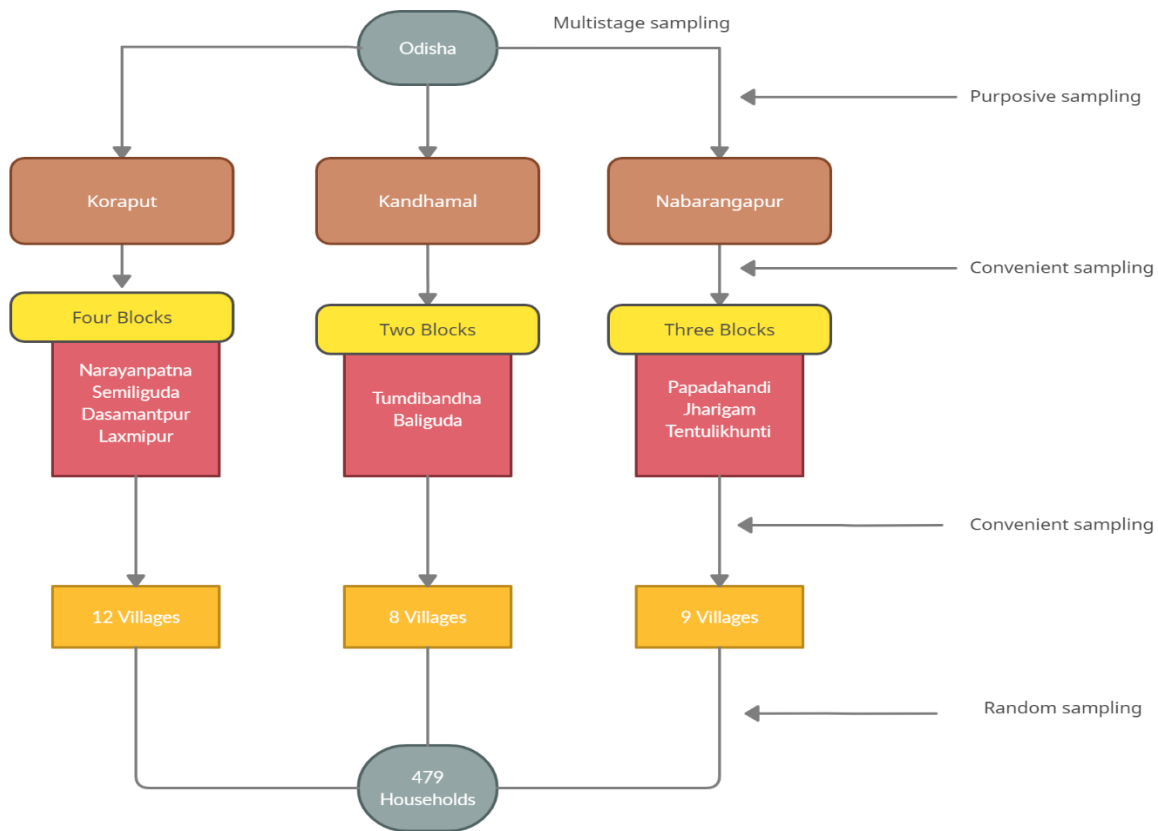 Multistage sampling
Odisha
Purposive sampling
Koraput
Kandhamal
Nabarangapur
Convenient sampling
Four Blocks
Two Blocks
Three Blocks
Narayanpatna
Semiliguda
Dasamantpur
Laxmipur
Tumdibandha
Baliguda
Papadahandi
Jharigam
Tentulikhunti
Convenient sampling
12 Villages
8 Villages
9 Villages
Random sampling
479
Households